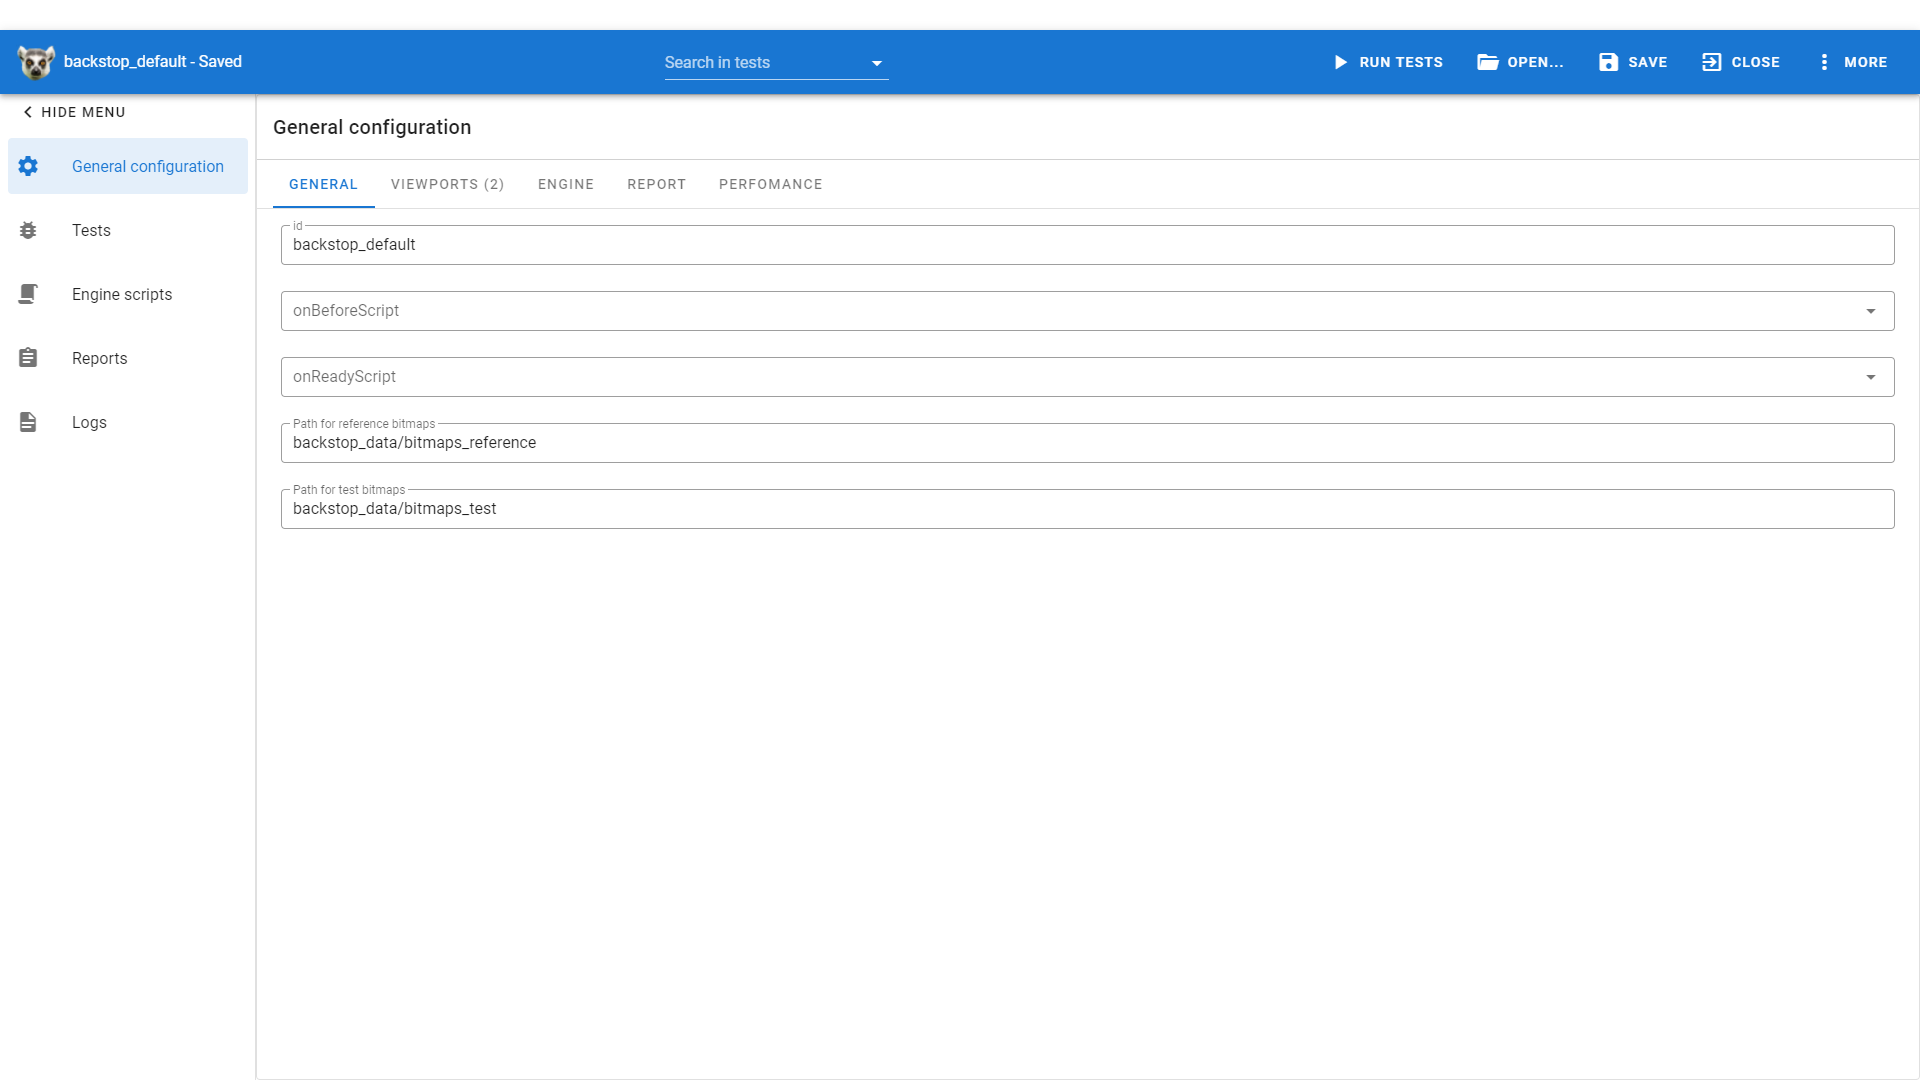 backstop_default - Saved
Search in tests
RUN TESTS
OPEN...
SAVE
CLOSE
MORE
HIDE MENU
General configuration
Tests
Engine scripts
Reports
Logs
General configuration
GENERAL
VIEWPORTS (2)
ENGINE
REPORT
PERFOMANCE
id
backstop_default
onBeforeScript
onReadyScript
Path for reference bitmaps
backstop_data/bitmaps_reference
Path for test bitmaps
backstop_data/bitmaps_test